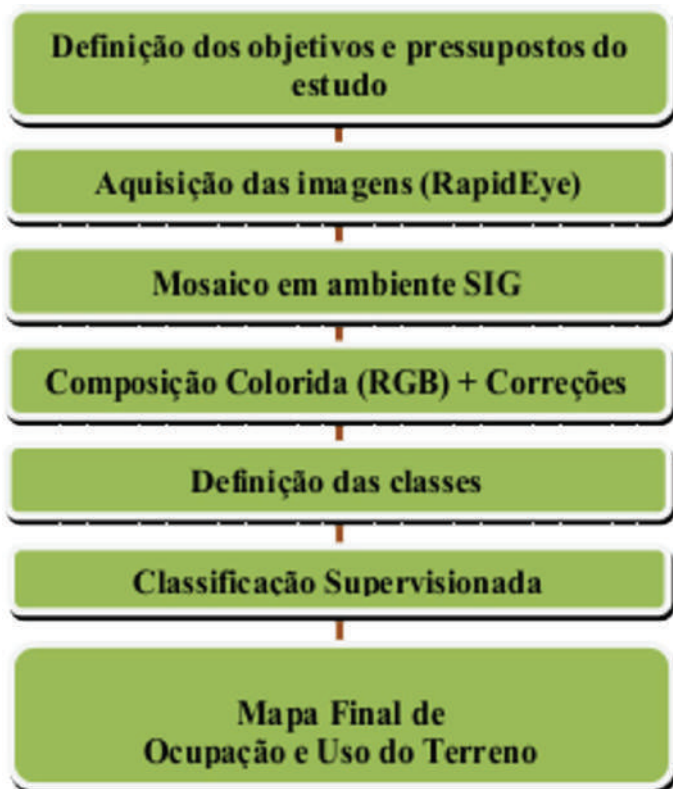 Definição dos objetivos e pressupostos do
estudo
Aquisição das imagens (RapidEye)
Mosaico em ambiente SIG
Composição Colorida (RGB) + Correções
Definição das classes
Classificação Supervisionada
Mapa Final de
Ocupação e Uso do Terreno